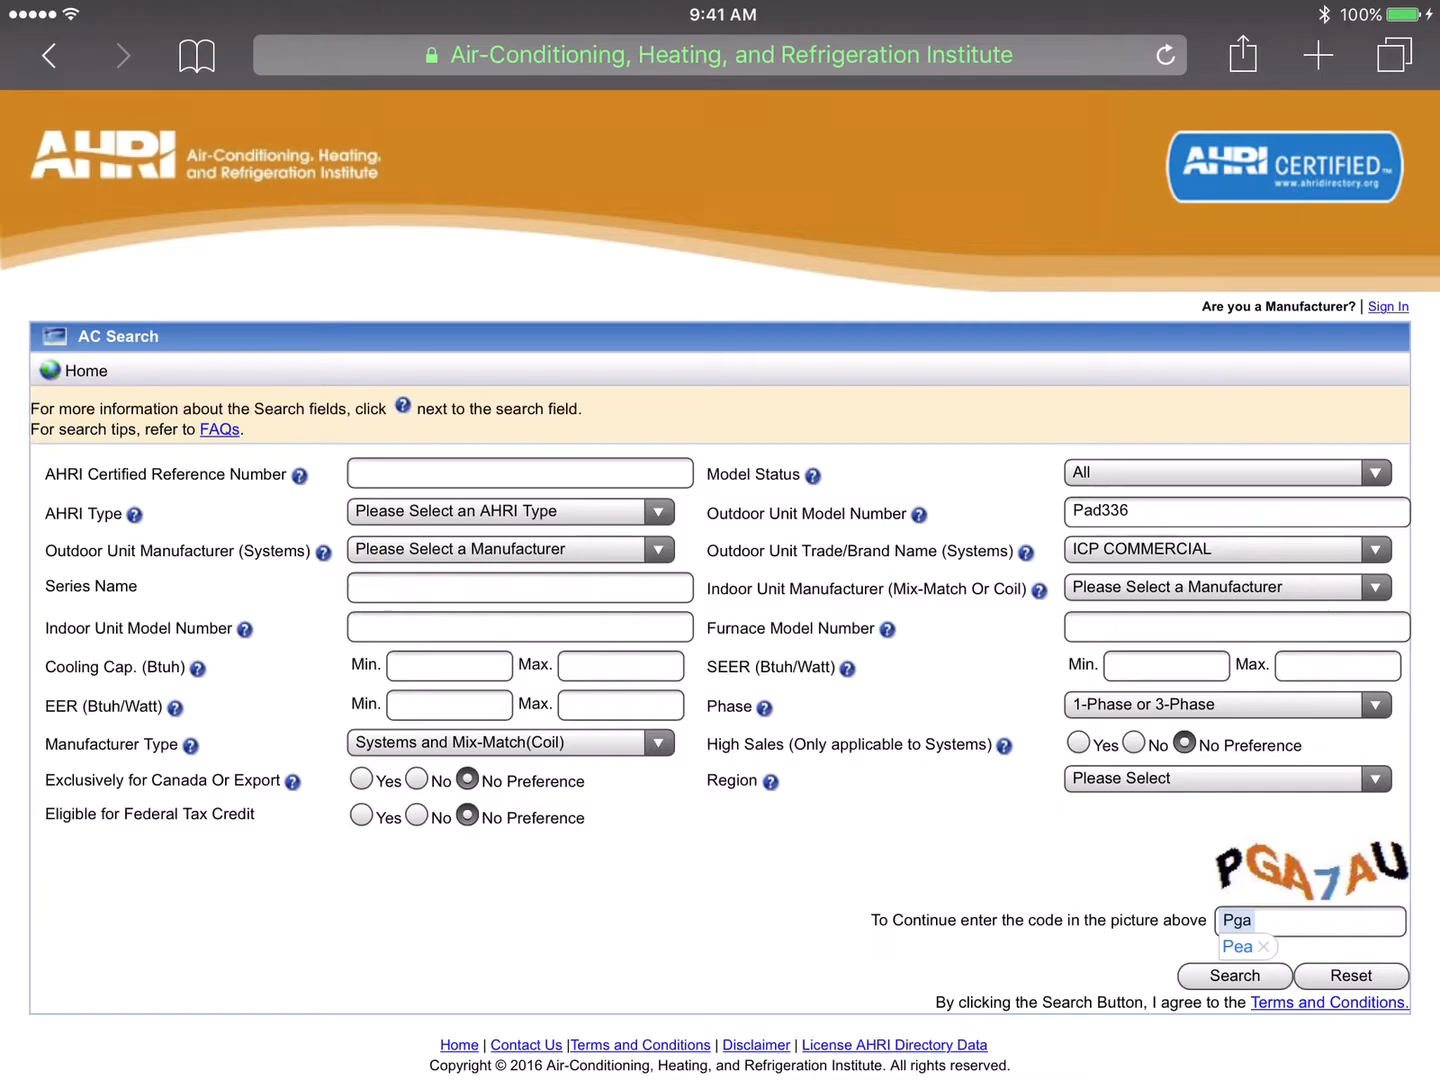 9:41 AM
100%
Air-Conditioning, Heating, and Refrigeration Institute
AHRI Air-Conditioning, Heating,
and Refrigeration Institute
AHRI CERTIFIED™
www.ahridirectory.org
Are you a Manufacturer? | Sign In
AC Search
Home
For more information about the Search fields, click ? next to the search field.
For search tips, refer to FAQs.
AHRI Certified Reference Number ? Model Status ? All
AHRI Type ? Please Select an AHRI Type Outdoor Unit Model Number ? Pad336
Outdoor Unit Manufacturer (Systems) ? Please Select a Manufacturer Outdoor Unit Trade/Brand Name (Systems) ? ICP COMMERCIAL
Series Name Indoor Unit Manufacturer (Mix-Match Or Coil) ? Please Select a Manufacturer
Indoor Unit Model Number ? Furnace Model Number ?
Cooling Cap. (Btuh) ? Min. Max. SEER (Btuh/Watt) ? Min. Max.
EER (Btuh/Watt) ? Min. Max. Phase ? 1-Phase or 3-Phase
Manufacturer Type ? Systems and Mix-Match(Coil) High Sales (Only applicable to Systems) ? Yes No No Preference
Exclusively for Canada Or Export ? Yes No No Preference Region ? Please Select
Eligible for Federal Tax Credit Yes No No Preference
PGA7AU
To Continue enter the code in the picture above Pga
Pea ×
Search Reset
By clicking the Search Button, I agree to the Terms and Conditions.
Home | Contact Us |Terms and Conditions | Disclaimer | License AHRI Directory Data
Copyright © 2016 Air-Conditioning, Heating, and Refrigeration Institute. All rights reserved.